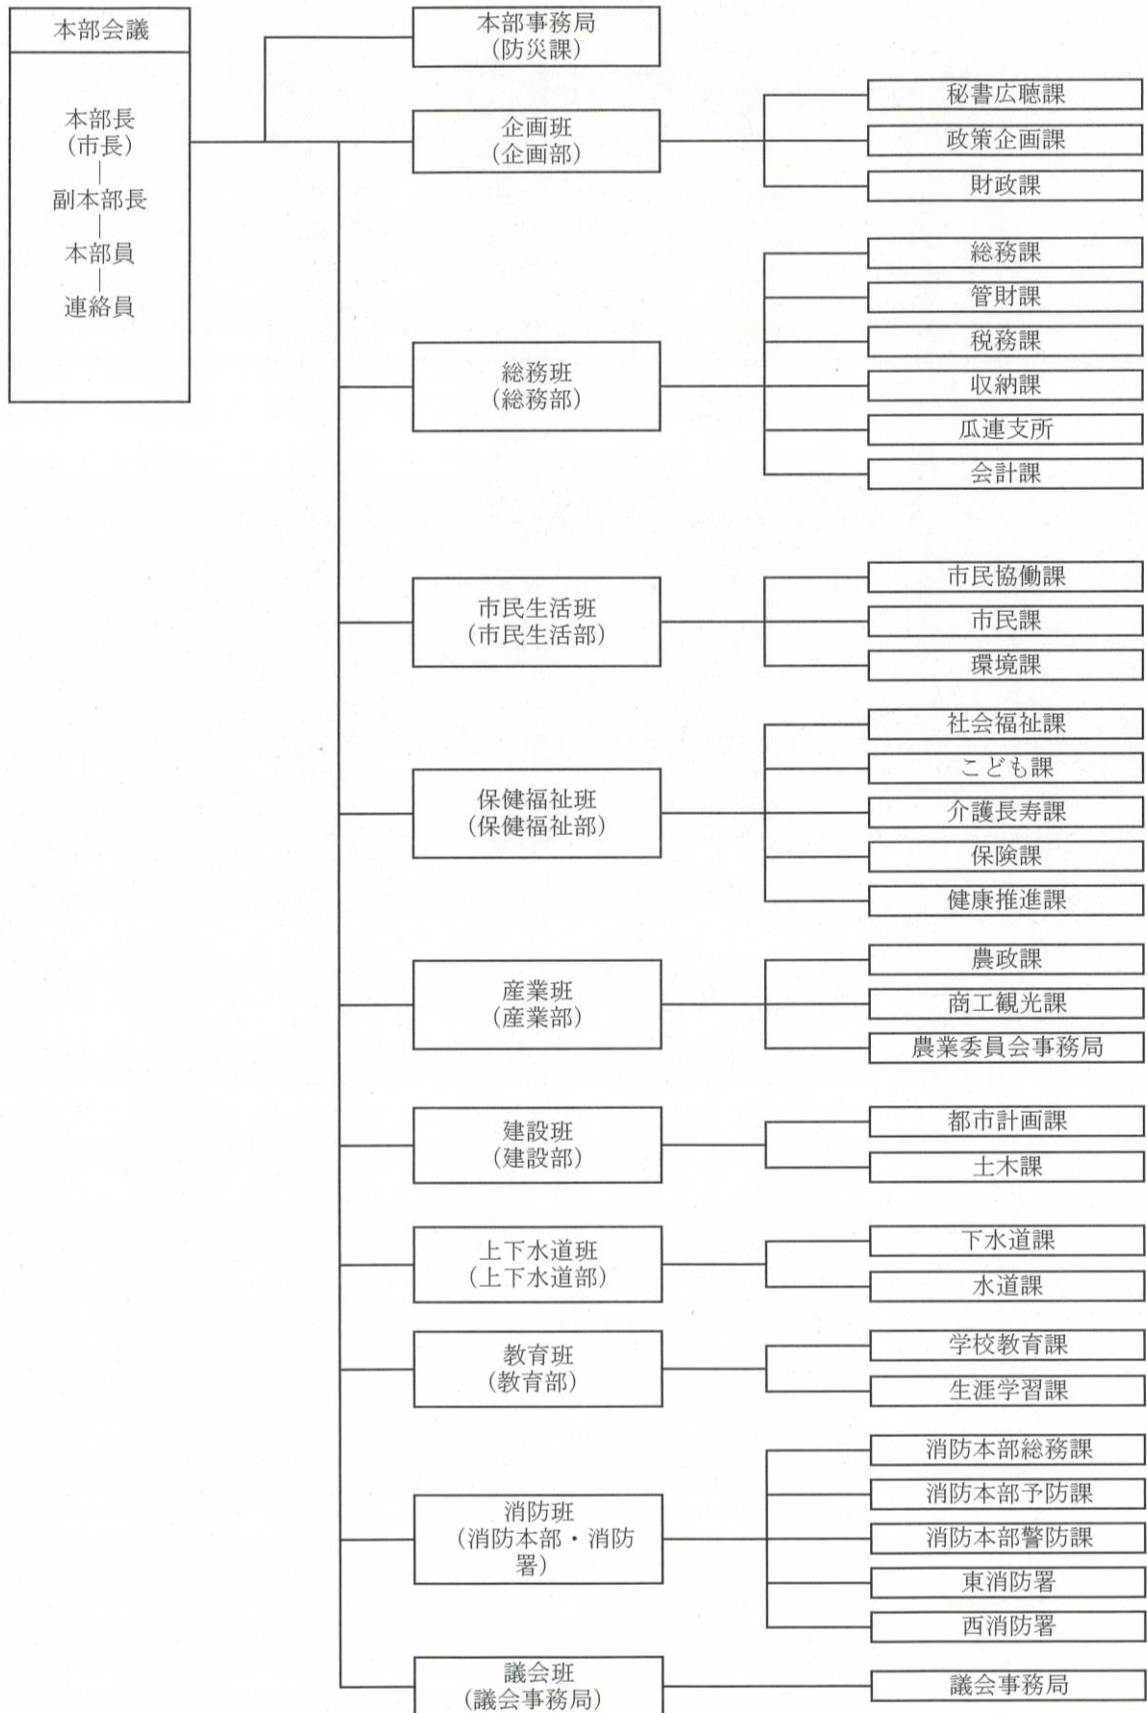 本部会議
本部長
(市長)
副本部長
本部員
連絡員
本部事務局
(防災課)
企画班
(企画部)
秘書広聴課
政策企画課
財政課
総務班
(総務部)
総務課
管財課
税務課
収納課
瓜連支所
会計課
市民生活班
(市民生活部)
市民協働課
市民課
環境課
保健福祉班
(保健福祉部)
社会福祉課
こども課
介護長寿課
保険課
健康推進課
産業班
(産業部)
農政課
商工観光課
農業委員会事務局
建設班
(建設部)
都市計画課
土木課
上下水道班
(上下水道部)
下水道課
水道課
教育班
(教育部)
学校教育課
生涯学習課
消防班
(消防本部・消防
署)
消防本部総務課
消防本部予防課
消防本部警防課
東消防署
西消防署
議会班
(議会事務局)
議会事務局